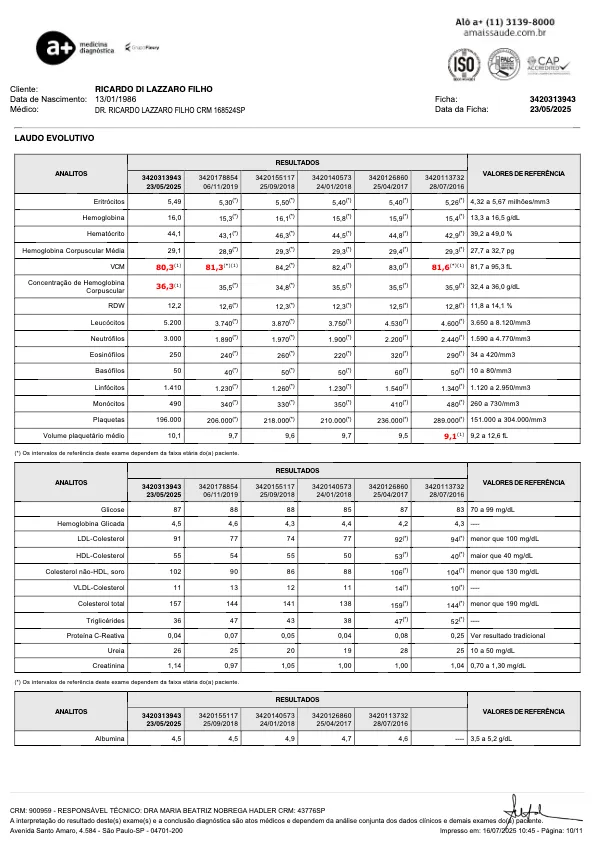 Alô a+ (11) 3139-8000
amaissaude.com.br
a+ medicina diagnóstica GrupoFleury
ISO PALC CAP ACCREDITED
Cliente: RICARDO DI LAZZARO FILHO
Data de Nascimento: 13/01/1986 Ficha: 3420313943
Médico: DR. RICARDO LAZZARO FILHO CRM 168524SP Data da Ficha: 23/05/2025
LAUDO EVOLUTIVO
ANALITOS RESULTADOS VALORES DE REFERÊNCIA
3420313943 3420178854 3420155117 3420140573 3420126860 3420113732
23/05/2025 06/11/2019 25/09/2018 24/01/2018 25/04/2017 28/07/2016
Eritrócitos 5,49 5,30(*) 5,50(*) 5,40(*) 5,40(*) 5,26(*) 4,32 a 5,67 milhões/mm3
Hemoglobina 16,0 15,3(*) 16,1(*) 15,8(*) 15,9(*) 15,4(*) 13,3 a 16,5 g/dL
Hematócrito 44,1 43,1(*) 46,3(*) 44,5(*) 44,8(*) 42,9(*) 39,2 a 49,0 %
Hemoglobina Corpuscular Média 29,1 28,9(*) 29,3(*) 29,3(*) 29,4(*) 29,3(*) 27,7 a 32,7 pg
VCM 80,3(1) 81,3(*)(1) 84,2(*) 82,4(*) 83,0(*) 81,6(*)(1) 81,7 a 95,3 fL
Concentração de Hemoglobina
Corpuscular 36,3(1) 35,5(*) 34,8(*) 35,5(*) 35,5(*) 35,9(*) 32,4 a 36,0 g/dL
RDW 12,2 12,6(*) 12,3(*) 12,3(*) 12,5(*) 12,8(*) 11,8 a 14,1 %
Leucócitos 5.200 3.740(*) 3.870(*) 3.750(*) 4.530(*) 4.600(*) 3.650 a 8.120/mm3
Neutrófilos 3.000 1.890(*) 1.970(*) 1.900(*) 2.200(*) 2.440(*) 1.590 a 4.770/mm3
Eosinófilos 250 240(*) 260(*) 220(*) 320(*) 290(*) 34 a 420/mm3
Basófilos 50 40(*) 50(*) 50(*) 60(*) 50(*) 10 a 80/mm3
Linfócitos 1.410 1.230(*) 1.260(*) 1.230(*) 1.540(*) 1.340(*) 1.120 a 2.950/mm3
Monócitos 490 340(*) 330(*) 350(*) 410(*) 480(*) 260 a 730/mm3
Plaquetas 196.000 206.000(*) 218.000(*) 210.000(*) 236.000(*) 289.000(*) 151.000 a 304.000/mm3
Volume plaquetário médio 10,1 9,7 9,6 9,7 9,5 9,1(1) 9,2 a 12,6 fL
(*) Os intervalos de referência deste exame dependem da faixa etária do(a) paciente.
ANALITOS RESULTADOS VALORES DE REFERÊNCIA
3420313943 3420178854 3420155117 3420140573 3420126860 3420113732
23/05/2025 06/11/2019 25/09/2018 24/01/2018 25/04/2017 28/07/2016
Glicose 87 88 88 85 87 83 70 a 99 mg/dL
Hemoglobina Glicada 4,5 4,6 4,3 4,4 4,2 4,3 ----
LDL-Colesterol 91 77 74 77 92(*) 94(*) menor que 100 mg/dL
HDL-Colesterol 55 54 55 50 53(*) 40(*) maior que 40 mg/dL
Colesterol não-HDL, soro 102 90 86 88 106(*) 104(*) menor que 130 mg/dL
VLDL-Colesterol 11 13 12 11 14(*) 10(*) ----
Colesterol total 157 144 141 138 159(*) 144(*) menor que 190 mg/dL
Triglicérides 36 47 43 38 47(*) 52(*) menor que 150 mg/dL
Proteína C-Reativa 0,04 0,07 0,05 0,04 0,08 0,25 Ver resultado tradicional
Ureia 26 25 20 19 28 25 10 a 50 mg/dL
Creatinina 1,14 0,97 1,05 1,00 1,00 1,04 0,70 a 1,30 mg/dL
(*) Os intervalos de referência deste exame dependem da faixa etária do(a) paciente.
ANALITOS RESULTADOS VALORES DE REFERÊNCIA
3420313943 3420155117 3420140573 3420126860 3420113732
23/05/2025 25/09/2018 24/01/2018 25/04/2017 28/07/2016
Albumina 4,5 4,5 4,9 4,7 4,6 ---- 3,5 a 5,2 g/dL
CRM: 900959 - RESPONSÁVEL TÉCNICO: DRA MARIA BEATRIZ NOBREGA HADLER CRM: 43776SP
A interpretação do resultado deste(s) exame(s) e a conclusão diagnóstica são atos médicos e dependem da análise conjunta dos dados clínicos e demais exames do(a) paciente.
Avenida Santo Amaro, 4.584 - São Paulo-SP - 04701-200 Impresso em: 16/07/2025 10:45 - Página: 10/11